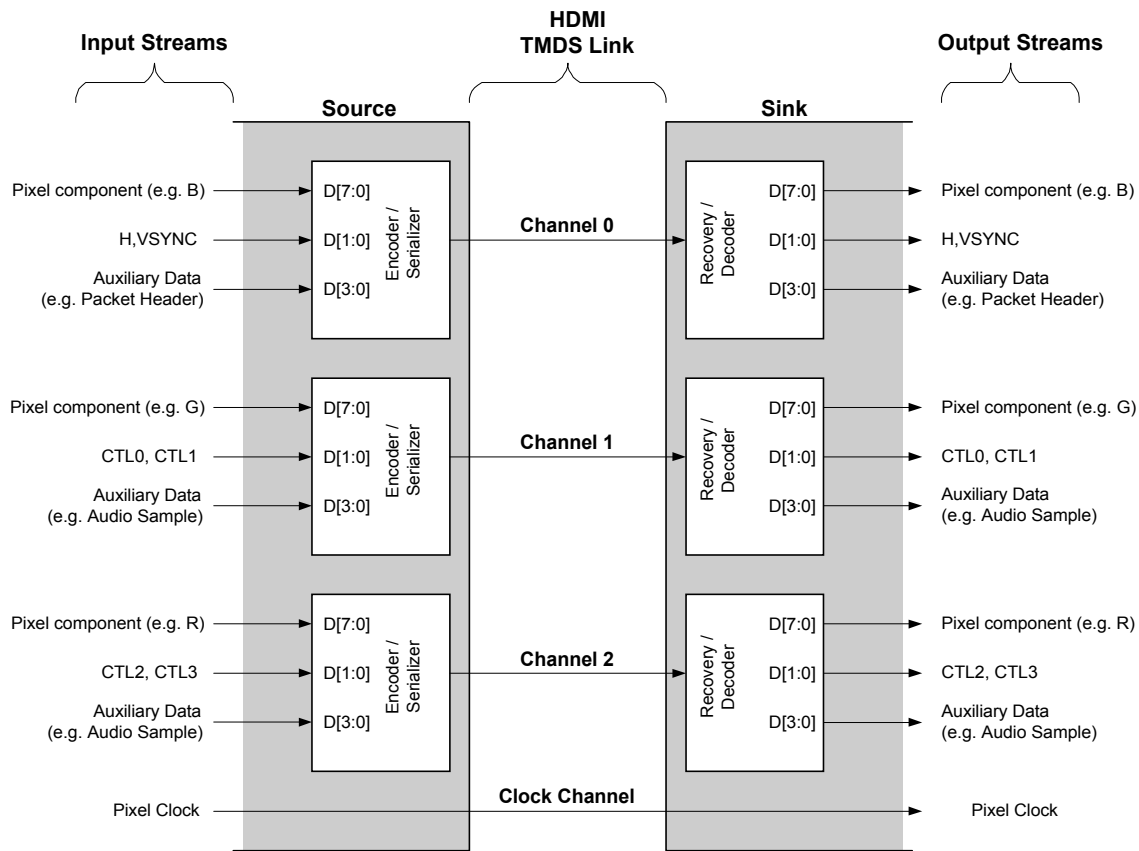 HDMI
TMDS Link
Input Streams
Output Streams
Source
Sink
Pixel component (e.g. B)
H,VSYNC
Auxiliary Data
(e.g. Packet Header)
D[7:0]
D[1:0]
D[3:0]
Encoder /
Serializer
Channel 0
Recovery /
Decoder
D[7:0]
D[1:0]
D[3:0]
Pixel component (e.g. B)
H,VSYNC
Auxiliary Data
(e.g. Packet Header)
Pixel component (e.g. G)
CTL0, CTL1
Auxiliary Data
(e.g. Audio Sample)
D[7:0]
D[1:0]
D[3:0]
Encoder /
Serializer
Channel 1
Recovery /
Decoder
D[7:0]
D[1:0]
D[3:0]
Pixel component (e.g. G)
CTL0, CTL1
Auxiliary Data
(e.g. Audio Sample)
Pixel component (e.g. R)
CTL2, CTL3
Auxiliary Data
(e.g. Audio Sample)
D[7:0]
D[1:0]
D[3:0]
Encoder /
Serializer
Channel 2
Recovery /
Decoder
D[7:0]
D[1:0]
D[3:0]
Pixel component (e.g. R)
CTL2, CTL3
Auxiliary Data
(e.g. Audio Sample)
Pixel Clock
Clock Channel
Pixel Clock